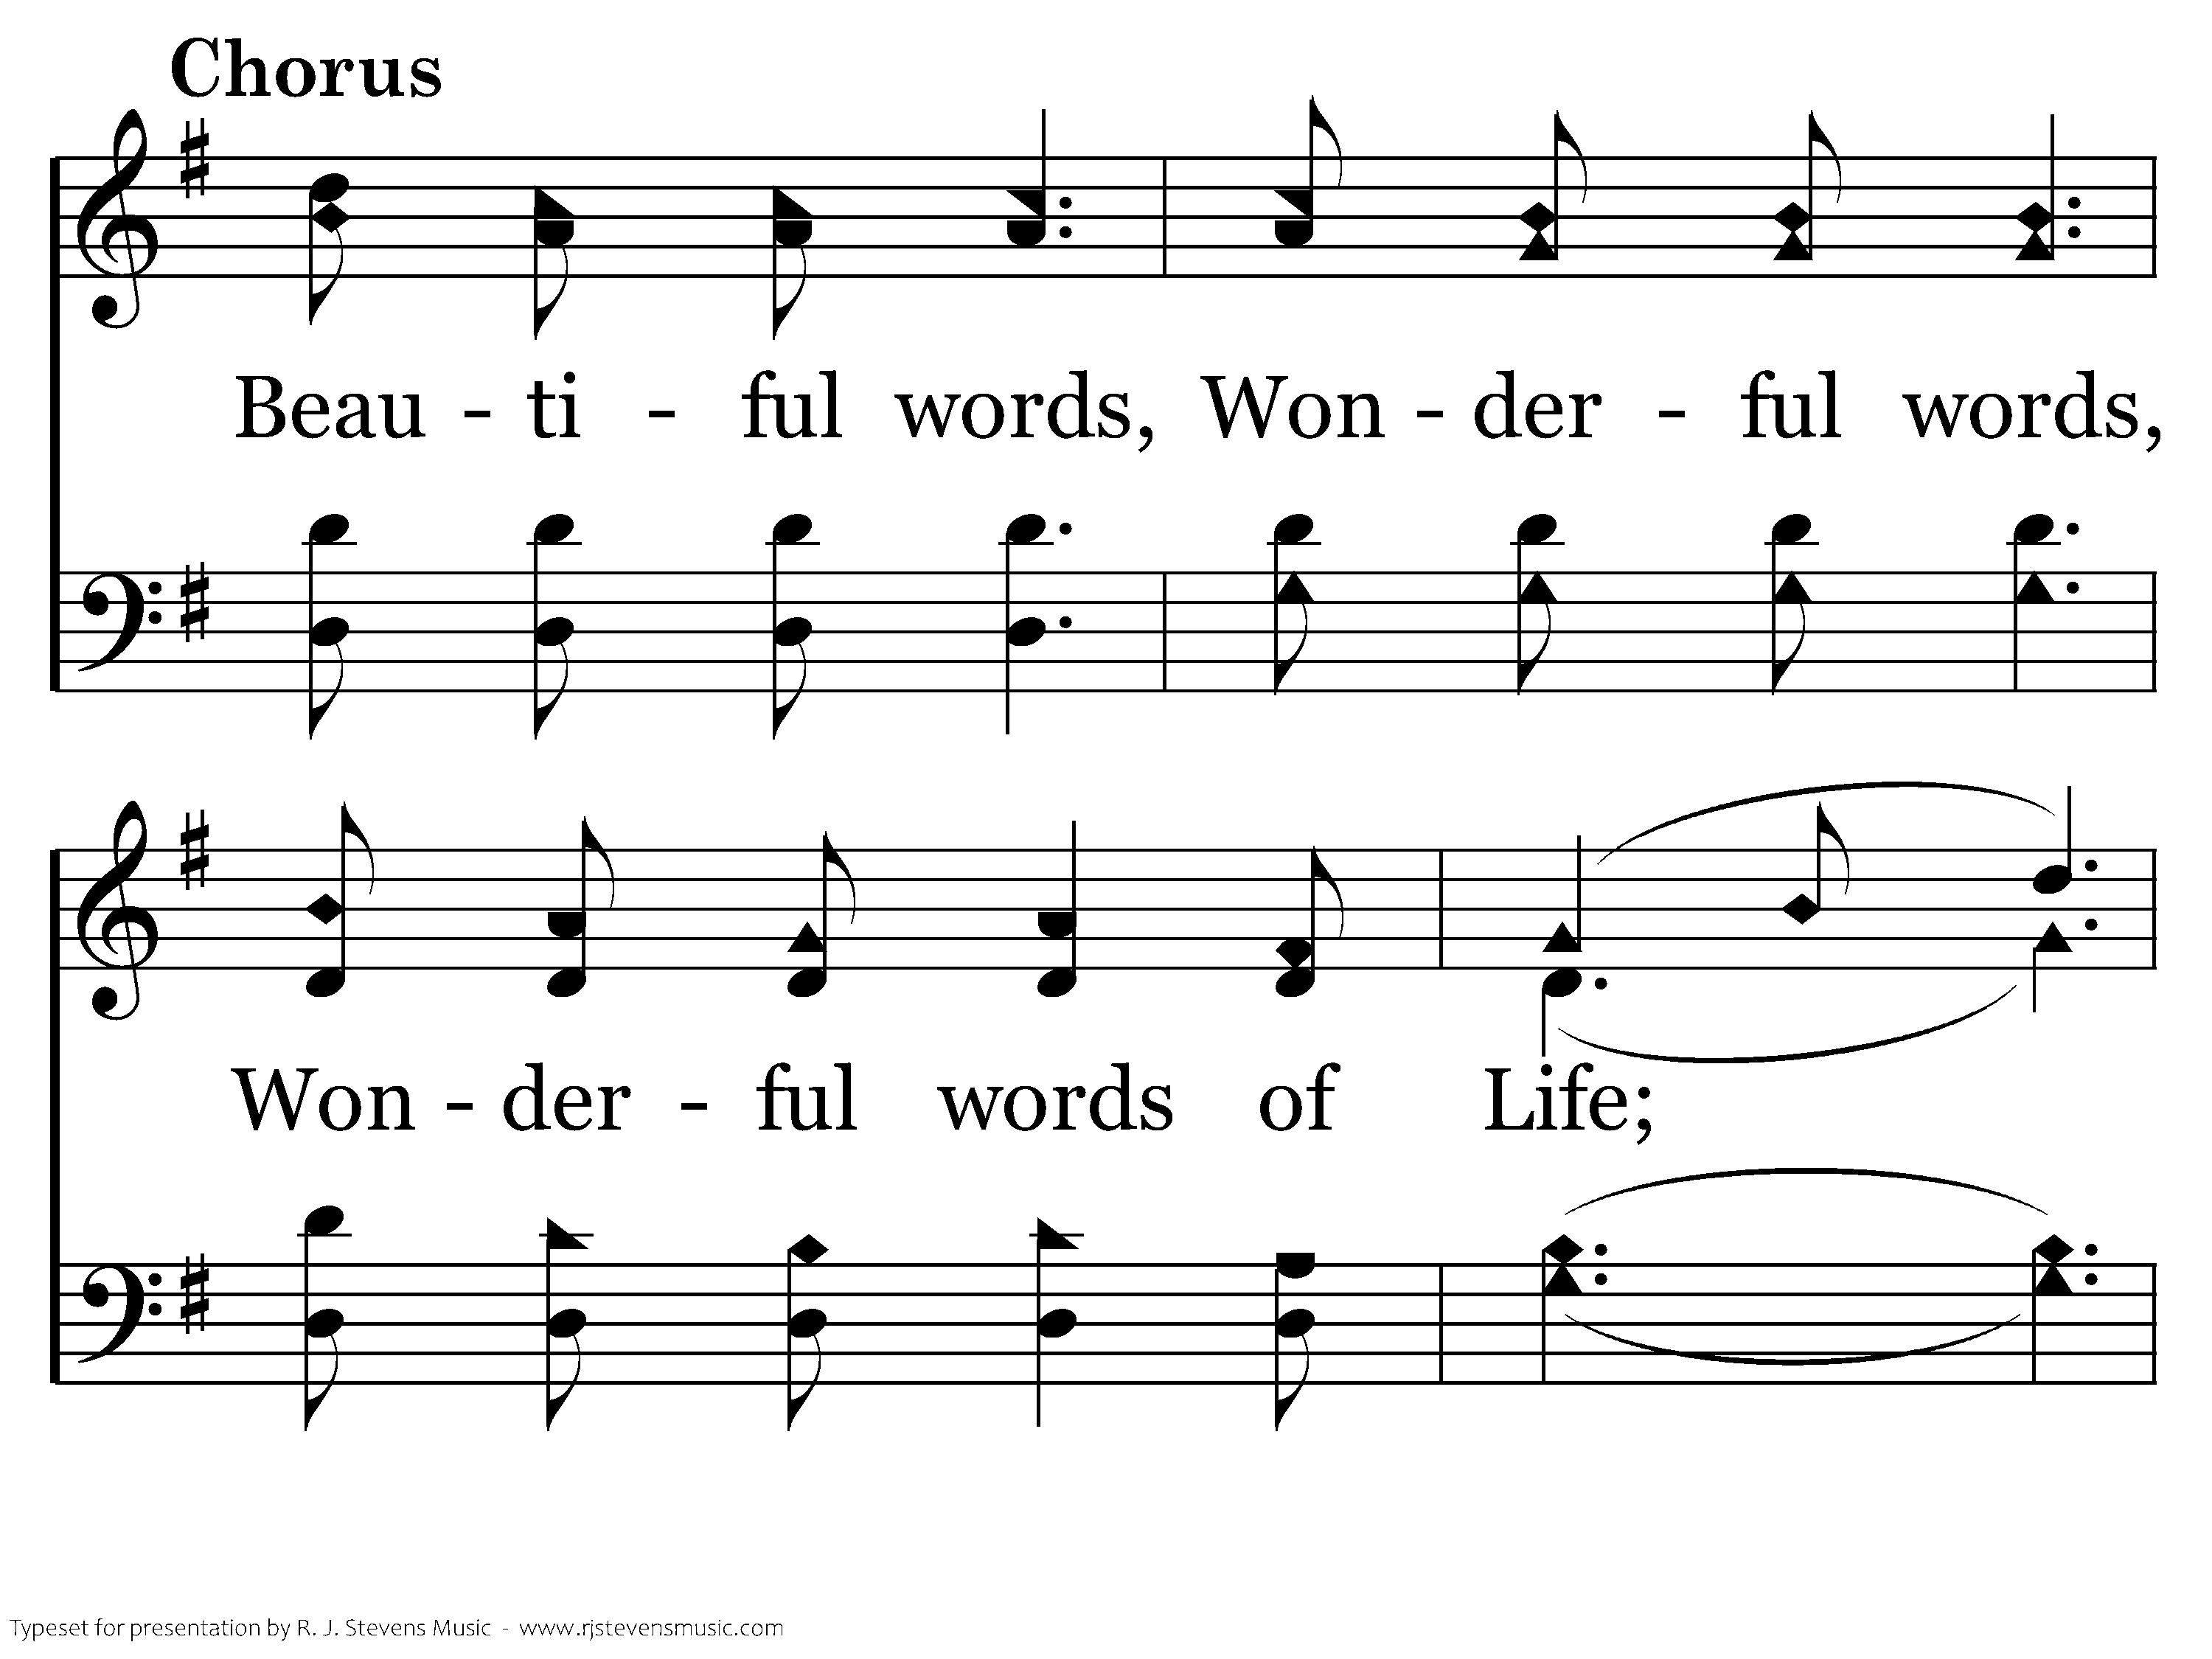 Chorus
Beau - ti - ful words, Won - der - ful words,
Won - der - ful words of Life;
Typeset for presentation by R. J. Stevens Music - www.rjstevensmusic.com